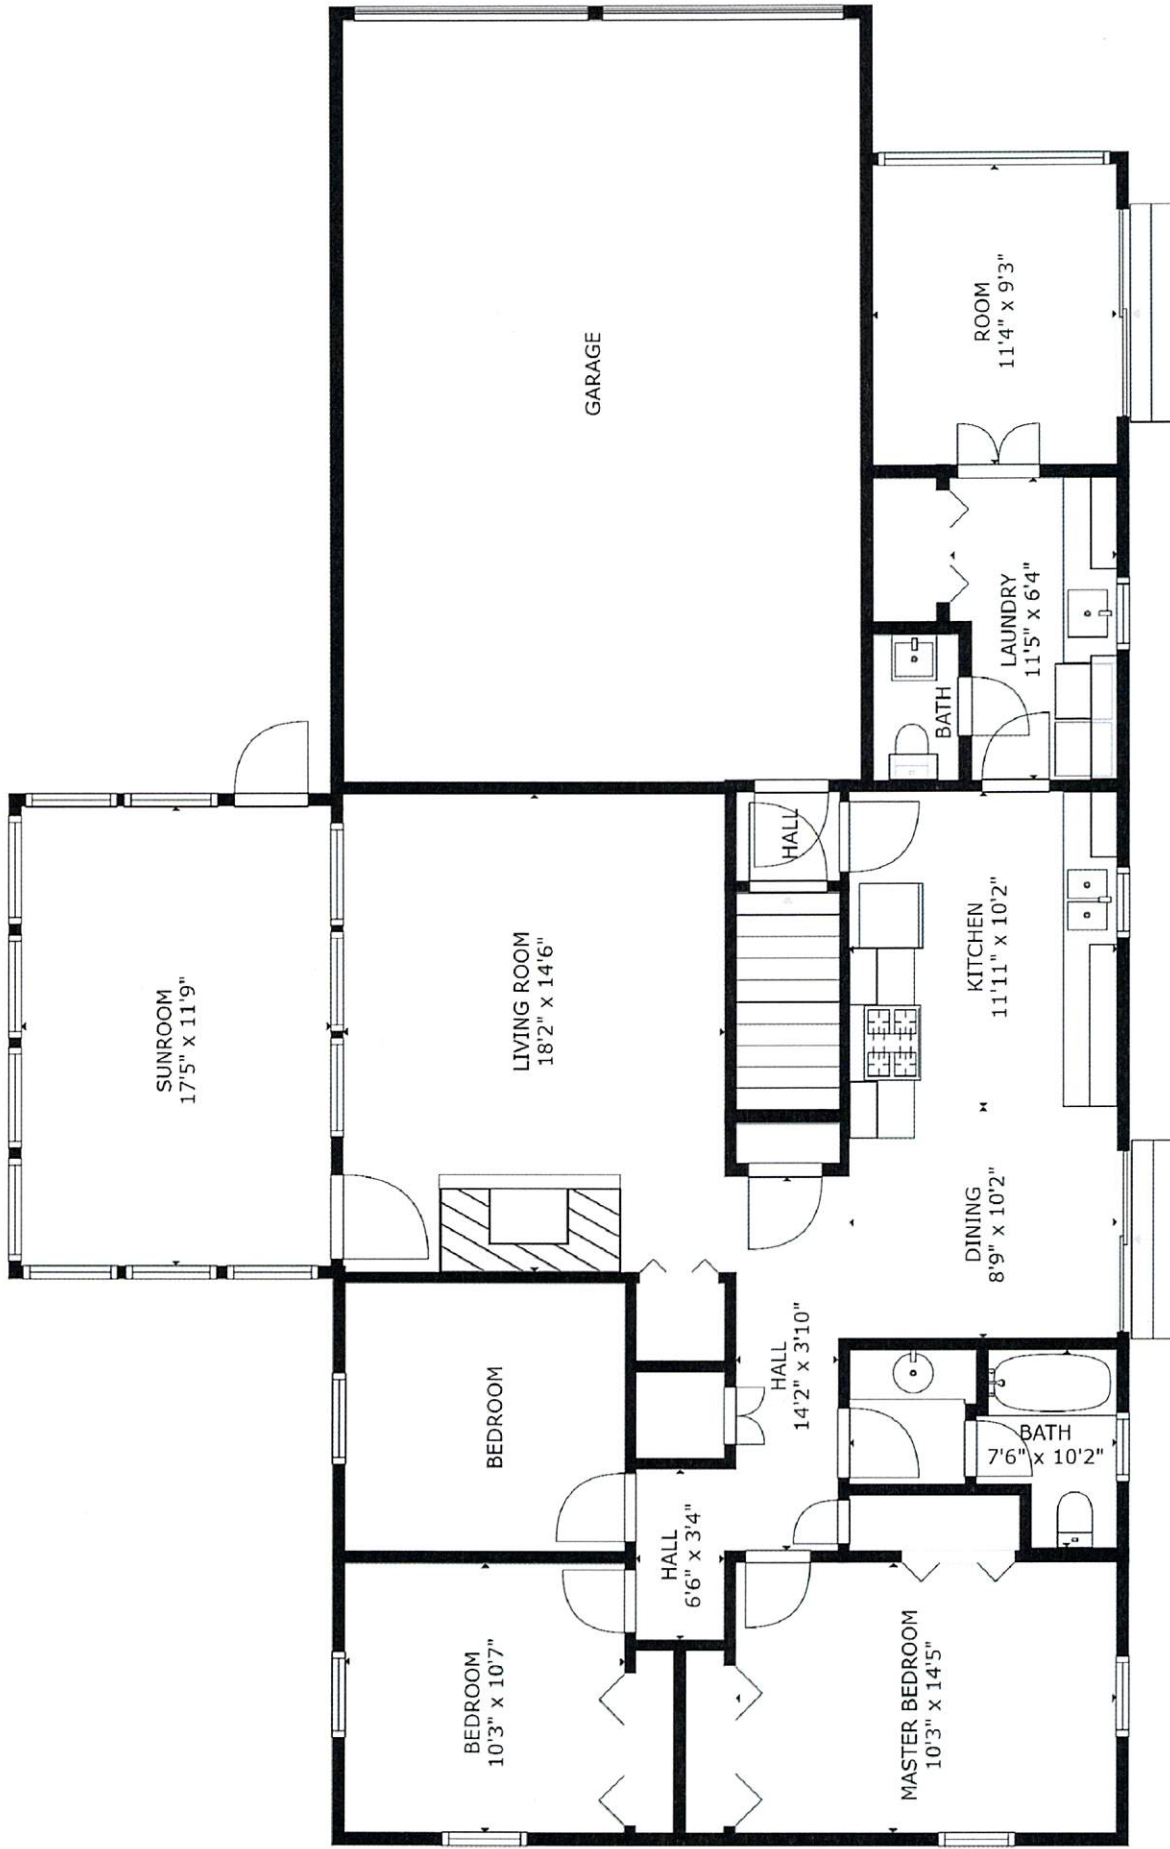 SUNROOM
17'5" x 11'9"
GARAGE
LIVING ROOM
18'2" x 14'6"
BEDROOM
BEDROOM
10'3" x 10'7"
HALL
6'6" x 3'4"
HALL
14'2" x 3'10"
HALL
BATH
LAUNDRY
11'5" x 6'4"
ROOM
11'4" x 9'3"
KITCHEN
11'11" x 10'2"
DINING
8'9" x 10'2"
BATH
7'6" x 10'2"
MASTER BEDROOM
10'3" x 14'5"